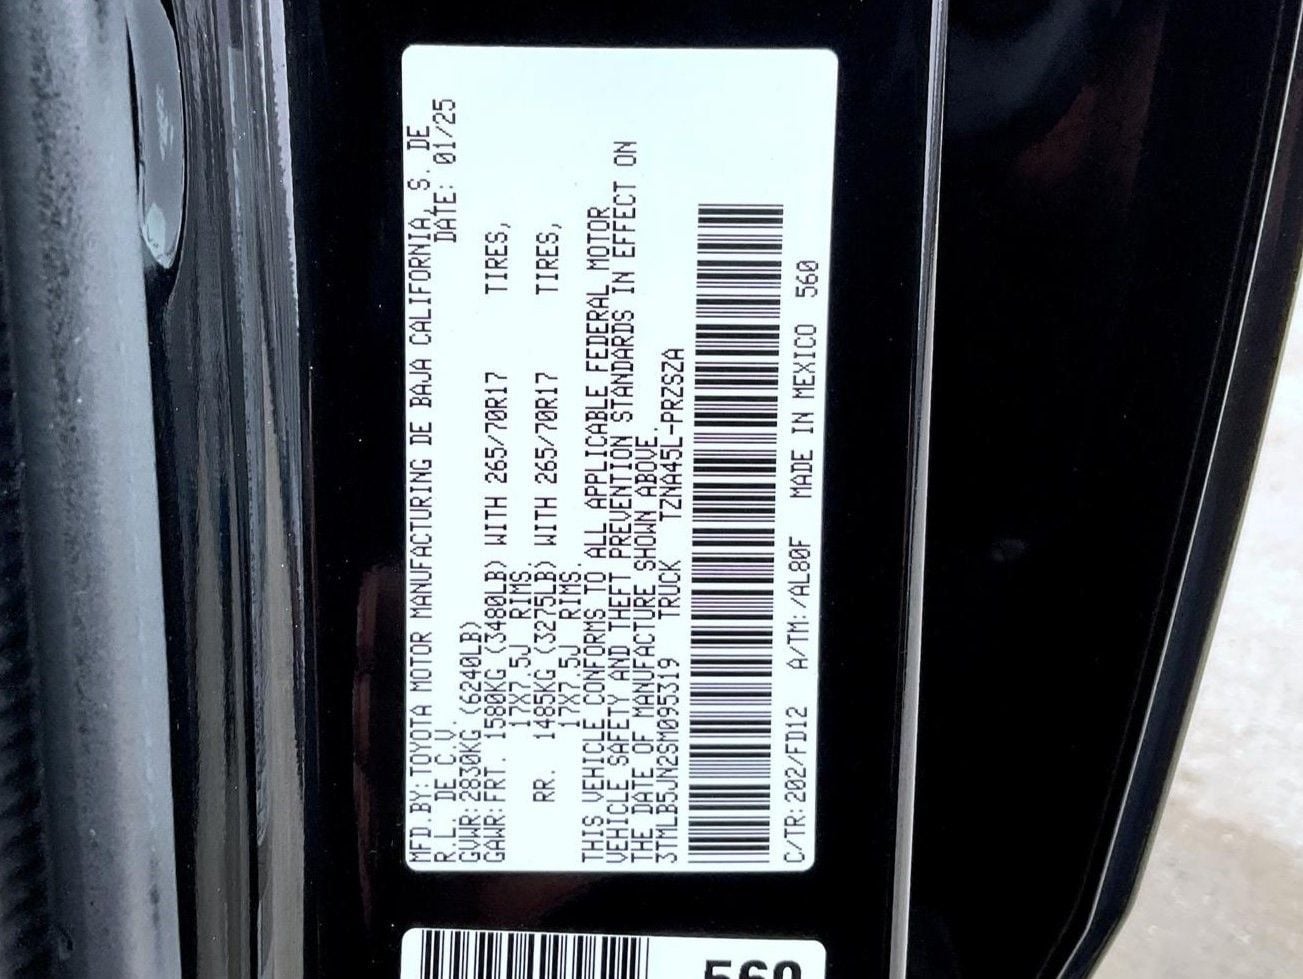 MFD.BY:TOYOTA MOTOR MANUFACTURING DE BAJA CALIFORNIA, S. DE
R.L. DE C.V. DATE: 01/25
GVWR:2830KG (6240LB)
GAWR:FRT. 1580KG (3480LB) WITH 265/70R17 TIRES,
17X7.5J RIMS.
RR. 1485KG (3275LB) WITH 265/70R17 TIRES,
17X7.5J RIMS.
THIS VEHICLE CONFORMS TO ALL APPLICABLE FEDERAL MOTOR
VEHICLE SAFETY AND THEFT PREVENTION STANDARDS IN EFFECT ON
THE DATE OF MANUFACTURE SHOWN ABOVE.
3TMLB5JN2SM095319 TRUCK TZNA45L-PRZSZA
C/TR:202/FD12 A/TM:/AL80F MADE IN MEXICO 560
560